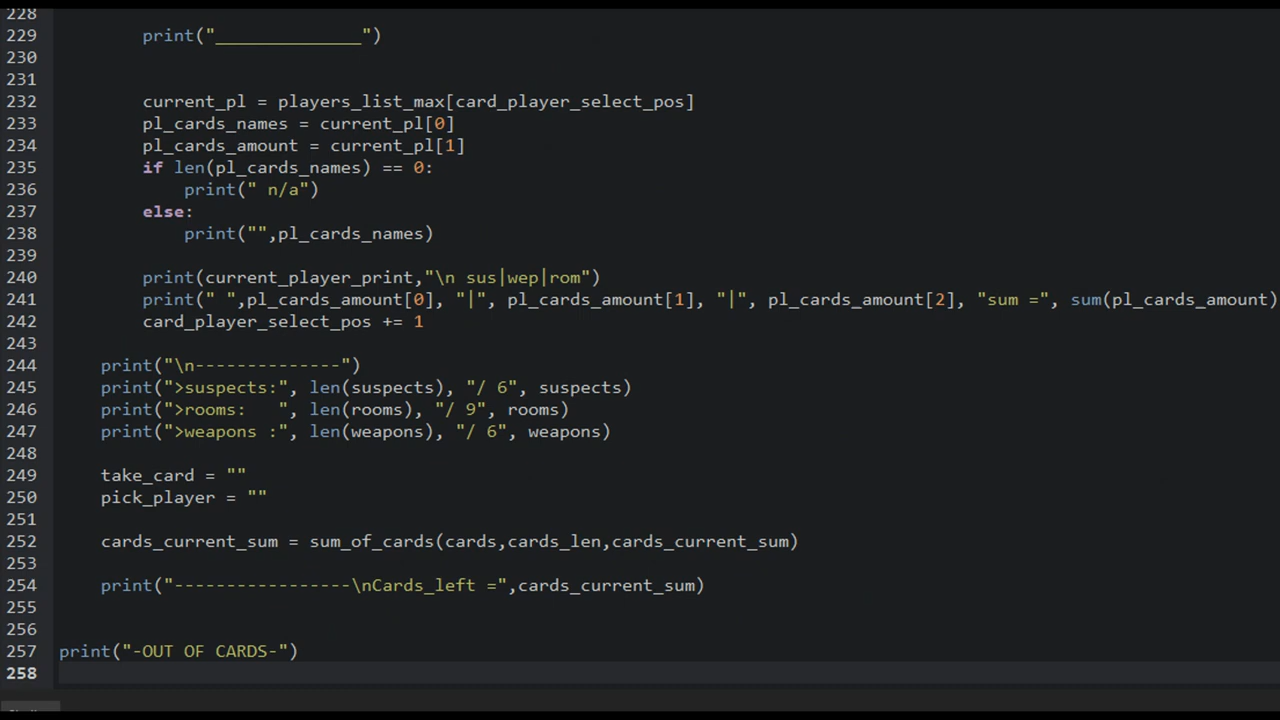 228
229 print("______________")
230
231
232 current_pl = players_list_max[card_player_select_pos]
233 pl_cards_names = current_pl[0]
234 pl_cards_amount = current_pl[1]
235 if len(pl_cards_names) == 0:
236 print(" n/a")
237 else:
238 print("",pl_cards_names)
239
240 print(current_player_print,"\n sus|wep|rom")
241 print(" ",pl_cards_amount[0], "|", pl_cards_amount[1], "|", pl_cards_amount[2], "sum =", sum(pl_cards_amount)
242 card_player_select_pos += 1
243
244 print("\n--------------")
245 print(">suspects:", len(suspects), "/ 6", suspects)
246 print(">rooms:   ", len(rooms), "/ 9", rooms)
247 print(">weapons :", len(weapons), "/ 6", weapons)
248
249 take_card = ""
250 pick_player = ""
251
252 cards_current_sum = sum_of_cards(cards,cards_len,cards_current_sum)
253
254 print("-----------------\nCards_left =",cards_current_sum)
255
256
257 print("-OUT OF CARDS-")
258